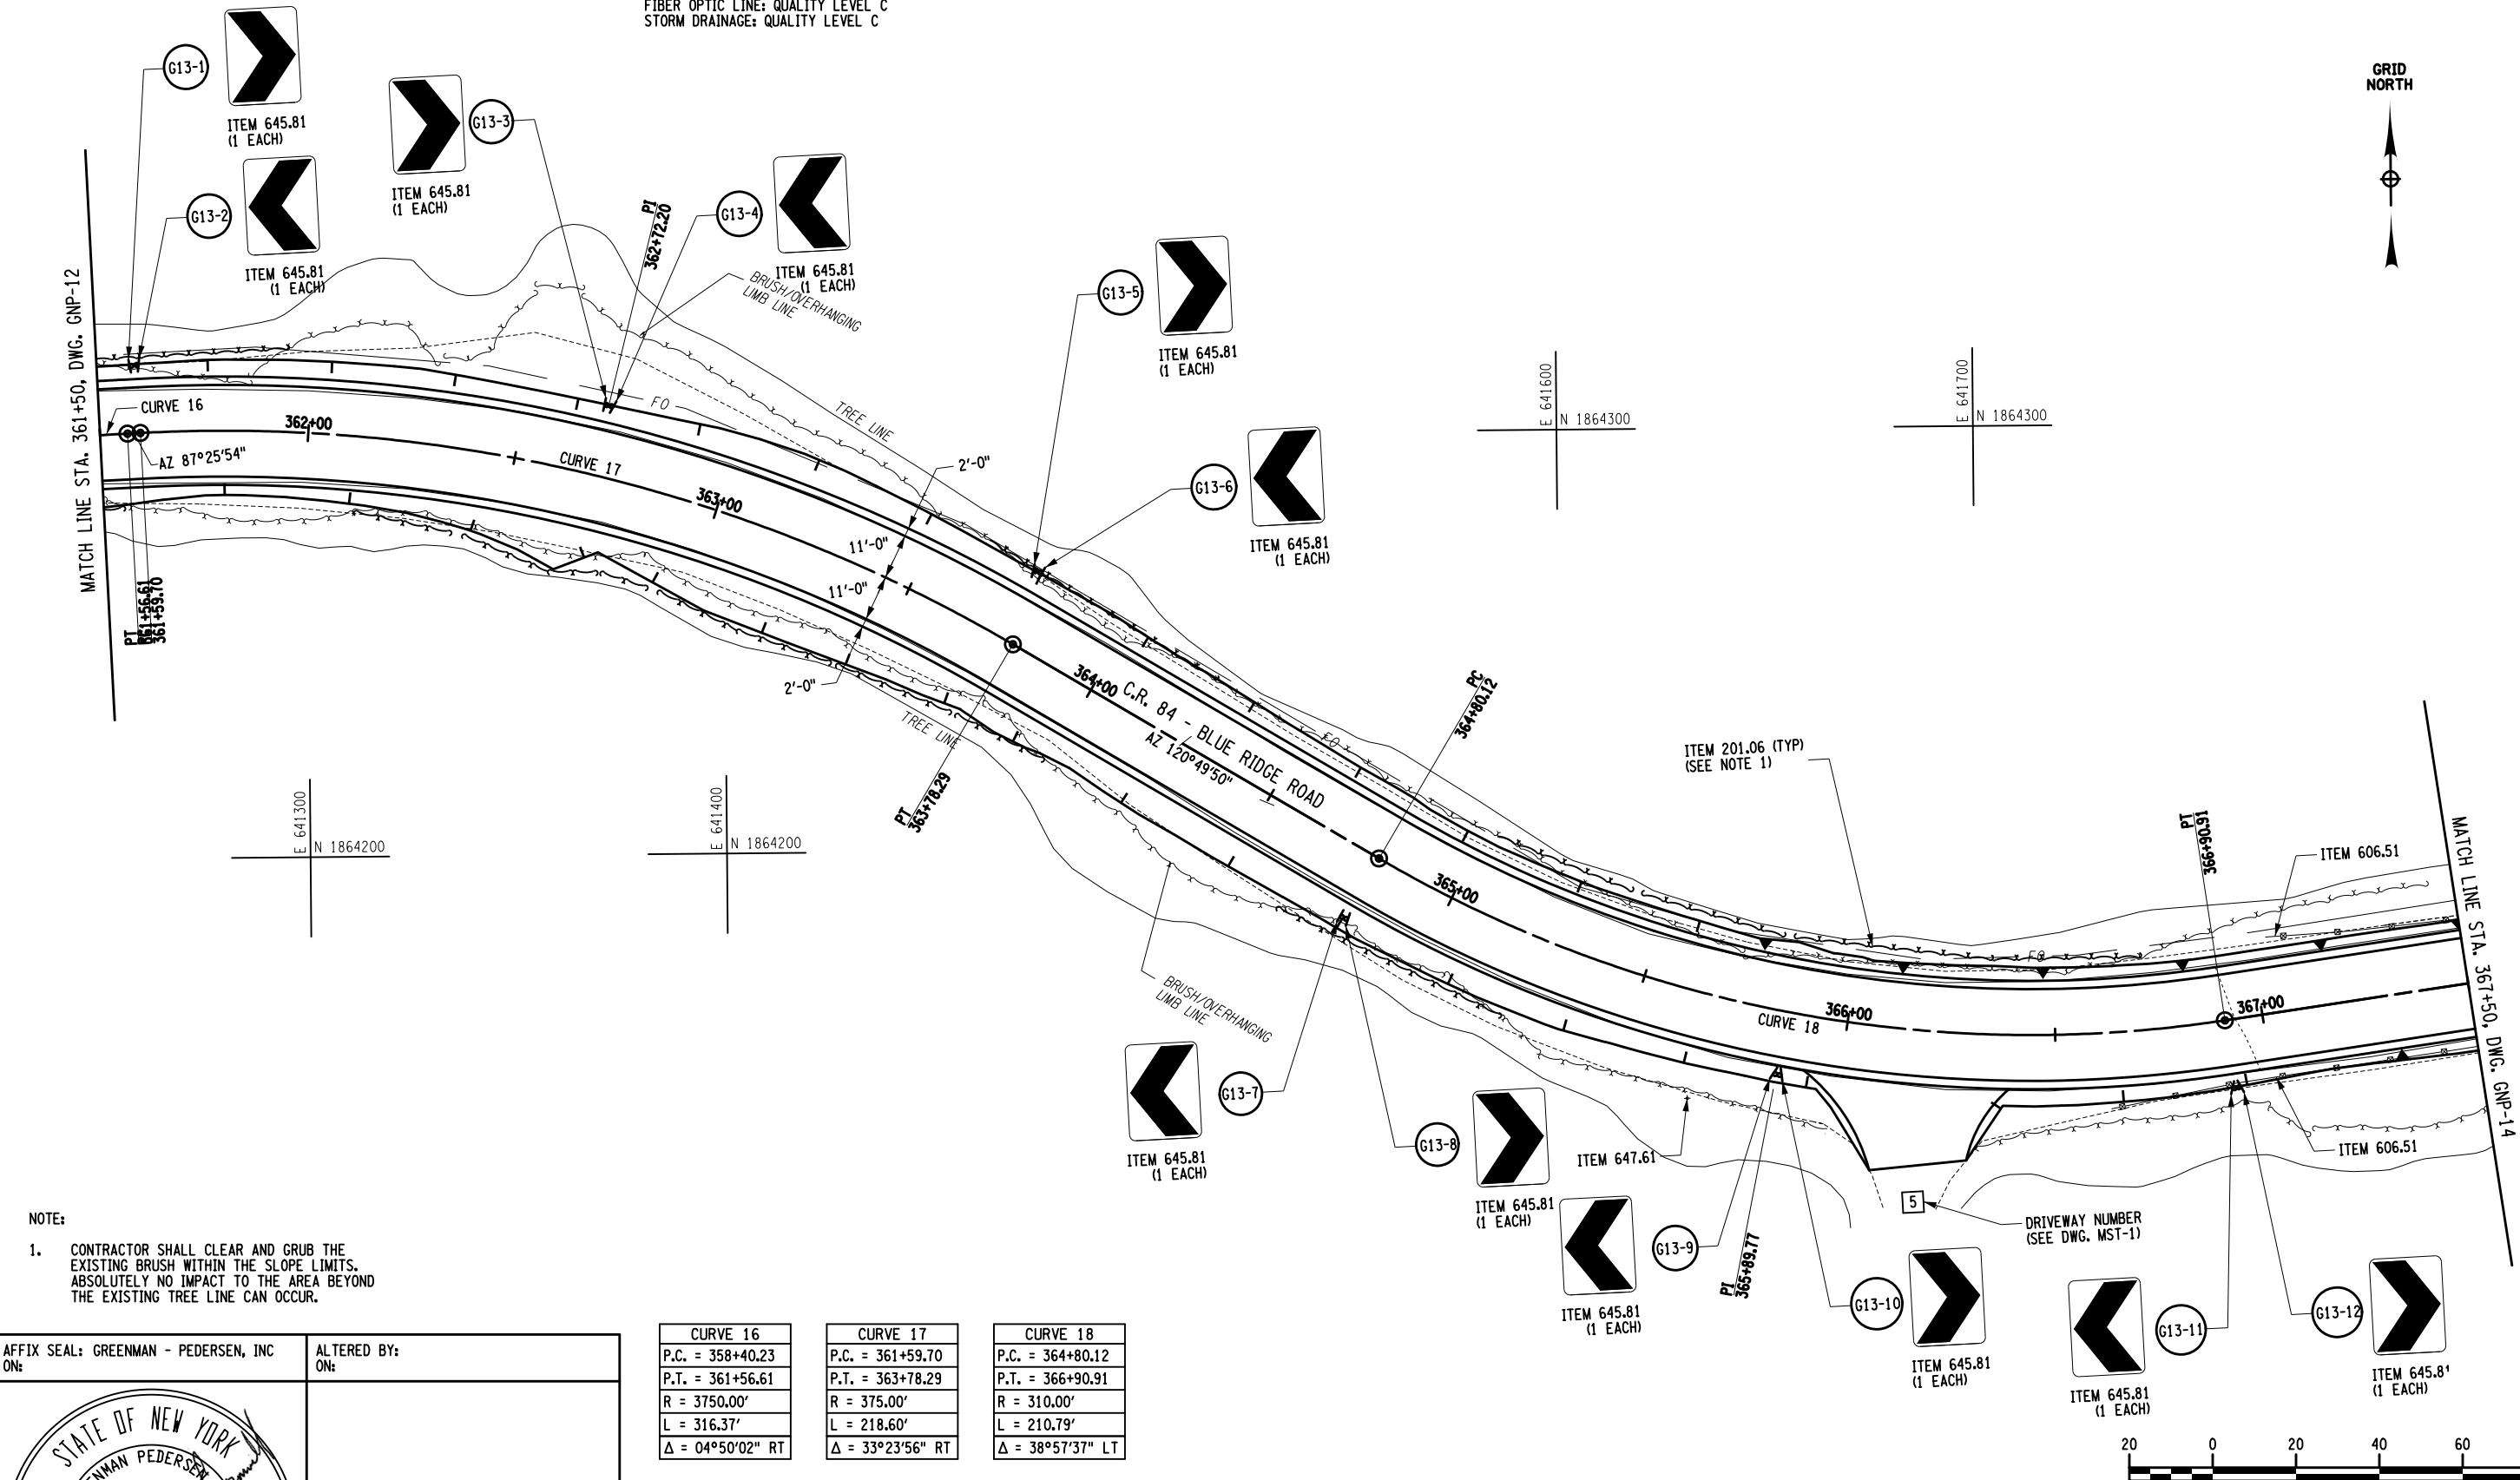 FIBER OPTIC LINE: QUALITY LEVEL C
STORM DRAINAGE: QUALITY LEVEL C
GRID
NORTH
G13-1
ITEM 645.81
(1 EACH)
G13-2
ITEM 645.81
(1 EACH)
G13-3
ITEM 645.81
(1 EACH)
G13-4
ITEM 645.81
(1 EACH)
PI
362+72.20
BRUSH/OVERHANGING
LIMB LINE
G13-5
ITEM 645.81
(1 EACH)
G13-6
ITEM 645.81
(1 EACH)
MATCH LINE STA. 361+50, DWG. GNP-12
CURVE 16
AZ 87°25'54"
362+00
CURVE 17
363+00
FO
TREE LINE
2'-0"
11'-0"
11'-0"
2'-0"
PT
361+56.61
361+59.70
E 641600
N 1864300
E 641700
N 1864300
E 641300
N 1864200
E 641400
N 1864200
TREE LINE
PT
363+78.29
364+00
C.R. 84 - BLUE RIDGE ROAD
AZ 120°49'50"
FO
PC
364+80.12
365+00
ITEM 201.06 (TYP)
(SEE NOTE 1)
PT
366+90.91
ITEM 606.51
FO
366+00
CURVE 18
367+00
MATCH LINE STA. 367+50, DWG. GNP-14
BRUSH/OVERHANGING
LIMB LINE
G13-7
ITEM 645.81
(1 EACH)
G13-8
ITEM 645.81
(1 EACH)
ITEM 647.61
G13-9
ITEM 645.81
(1 EACH)
PI
365+89.77
G13-10
ITEM 645.81
(1 EACH)
5
DRIVEWAY NUMBER
(SEE DWG. MST-1)
ITEM 606.51
G13-11
ITEM 645.81
(1 EACH)
G13-12
ITEM 645.81
(1 EACH)
NOTE:
1. CONTRACTOR SHALL CLEAR AND GRUB THE
EXISTING BRUSH WITHIN THE SLOPE LIMITS.
ABSOLUTELY NO IMPACT TO THE AREA BEYOND
THE EXISTING TREE LINE CAN OCCUR.
AFFIX SEAL: GREENMAN - PEDERSEN, INC
ON:
ALTERED BY:
ON:
STATE OF NEW YORK
PEDERSEN
CURVE 16
P.C. = 358+40.23
P.T. = 361+56.61
R = 3750.00'
L = 316.37'
Δ = 04°50'02" RT
CURVE 17
P.C. = 361+59.70
P.T. = 363+78.29
R = 375.00'
L = 218.60'
Δ = 33°23'56" RT
CURVE 18
P.C. = 364+80.12
P.T. = 366+90.91
R = 310.00'
L = 210.79'
Δ = 38°57'37" LT
20 0 20 40 60